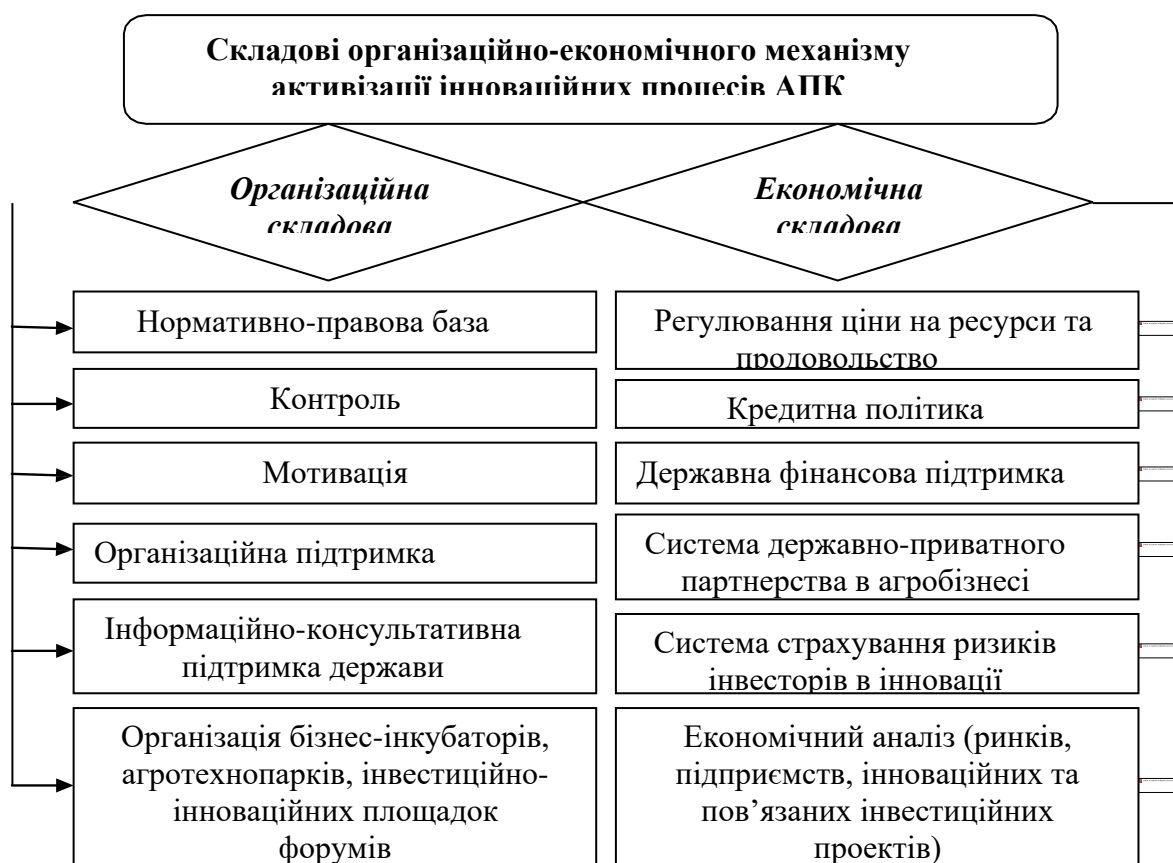 Складові організаційно-економічного механізму
активізації інноваційних процесів АПК
Організаційна
складова
Економічна
складова
Нормативно-правова база
Контроль
Мотивація
Організаційна підтримка
Інформаційно-консультативна
підтримка держави
Організація бізнес-інкубаторів,
агротехнопарків, інвестиційно-
інноваційних площадок
форумів
Регулювання ціни на ресурси та
продовольство
Кредитна політика
Державна фінансова підтримка
Система державно-приватного
партнерства в агробізнесі
Система страхування ризиків
інвесторів в інновації
Економічний аналіз (ринків,
підприємств, інноваційних та
пов’язаних інвестиційних
проектів)